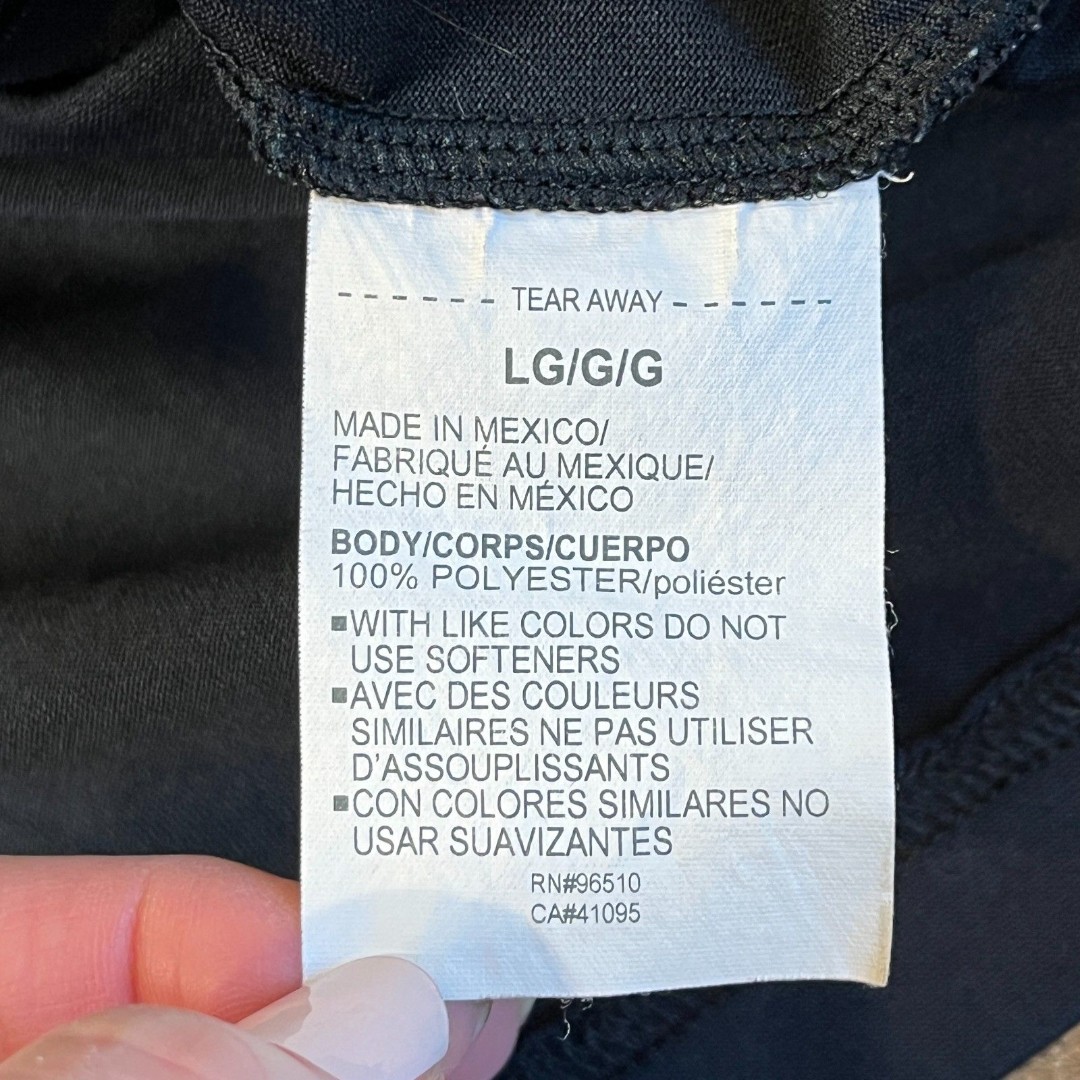 - - - - - - TEAR AWAY - - - - - -
LG/G/G
MADE IN MEXICO/
FABRIQUÉ AU MEXIQUE/
HECHO EN MÉXICO
BODY/CORPS/CUERPO
100% POLYESTER/poliéster
▪WITH LIKE COLORS DO NOT
USE SOFTENERS
▪AVEC DES COULEURS
SIMILAIRES NE PAS UTILISER
D'ASSOUPLISSANTS
▪CON COLORES SIMILARES NO
USAR SUAVIZANTES
RN#96510
CA#41095